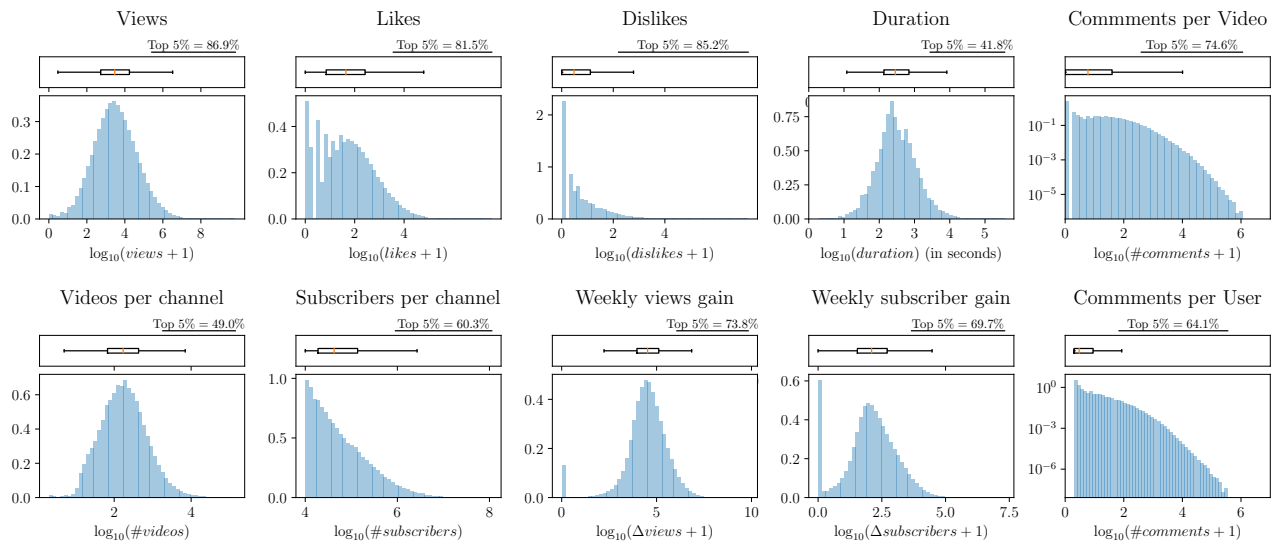 Views
Top 5% = 86.9%
0.3
0.2
0.1
0.0
0 2 4 6 8
log10(views + 1)
Likes
Top 5% = 81.5%
0.4
0.2
0.0
0 4
log10(likes + 1)
Dislikes
Top 5% = 85.2%
2
1
0
0 2 4
log10(dislikes + 1)
Duration
Top 5% = 41.8%
0
0.75
0.50
0.25
0.00
0 1 2 3 4 5
log10(duration) (in seconds)
Commments per Video
Top 5% = 74.6%
10−1
10−3
10−5
0 2 4 6
log10(#comments + 1)
Videos per channel
Top 5% = 49.0%
0.6
0.4
0.2
0.0
2 4
log10(#videos)
Subscribers per channel
Top 5% = 60.3%
1.0
0.5
0.0
4 6 8
log10(#subscribers)
Weekly views gain
Top 5% = 73.8%
0.4
0.2
0.0
0 5 10
log10(Δviews + 1)
Weekly subscriber gain
Top 5% = 69.7%
0.6
0.4
0.2
0.0
0.0 2.5 5.0 7.5
log10(Δsubscribers + 1)
Commments per User
Top 5% = 64.1%
100
10−3
10−6
0 2 4 6
log10(#comments + 1)